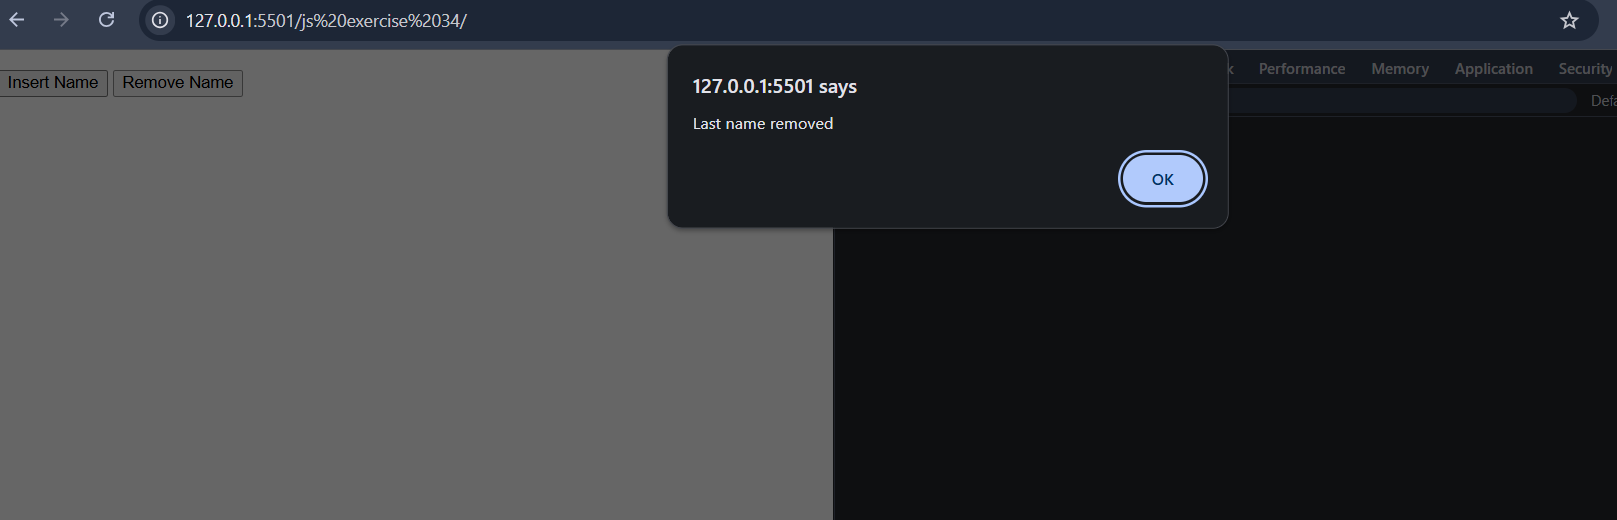 127.0.0.1:5501/js%20exercise%2034/
Insert Name Remove Name
127.0.0.1:5501 says
Last name removed
OK
Performance Memory Application Security